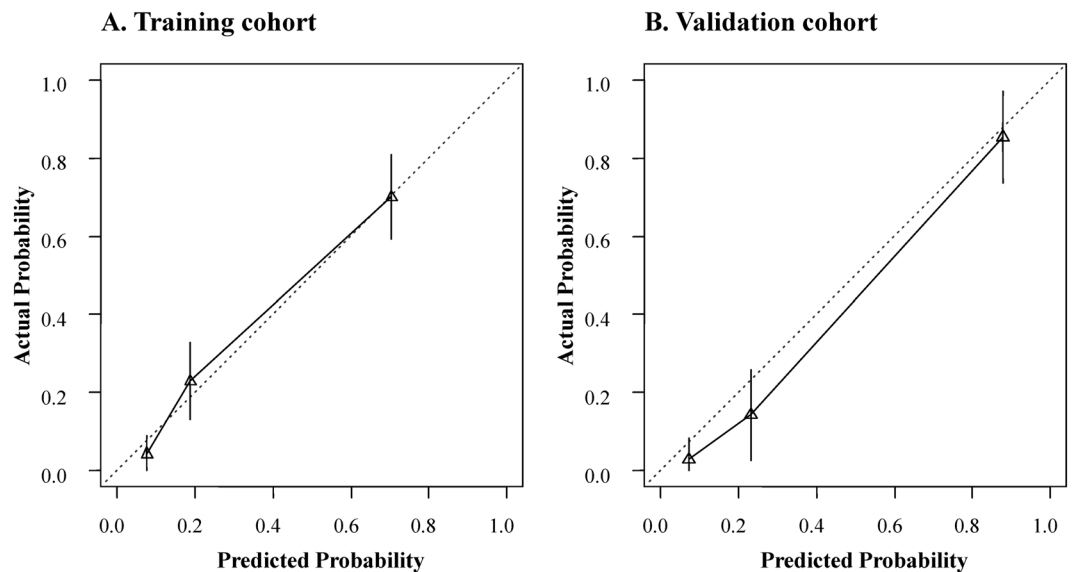 A. Training cohort
B. Validation cohort
Actual Probability
1.0
0.8
0.6
0.4
0.2
0.0
0.0 0.2 0.4 0.6 0.8 1.0
Predicted Probability
Actual Probability
1.0
0.8
0.6
0.4
0.2
0.0
0.0 0.2 0.4 0.6 0.8 1.0
Predicted Probability